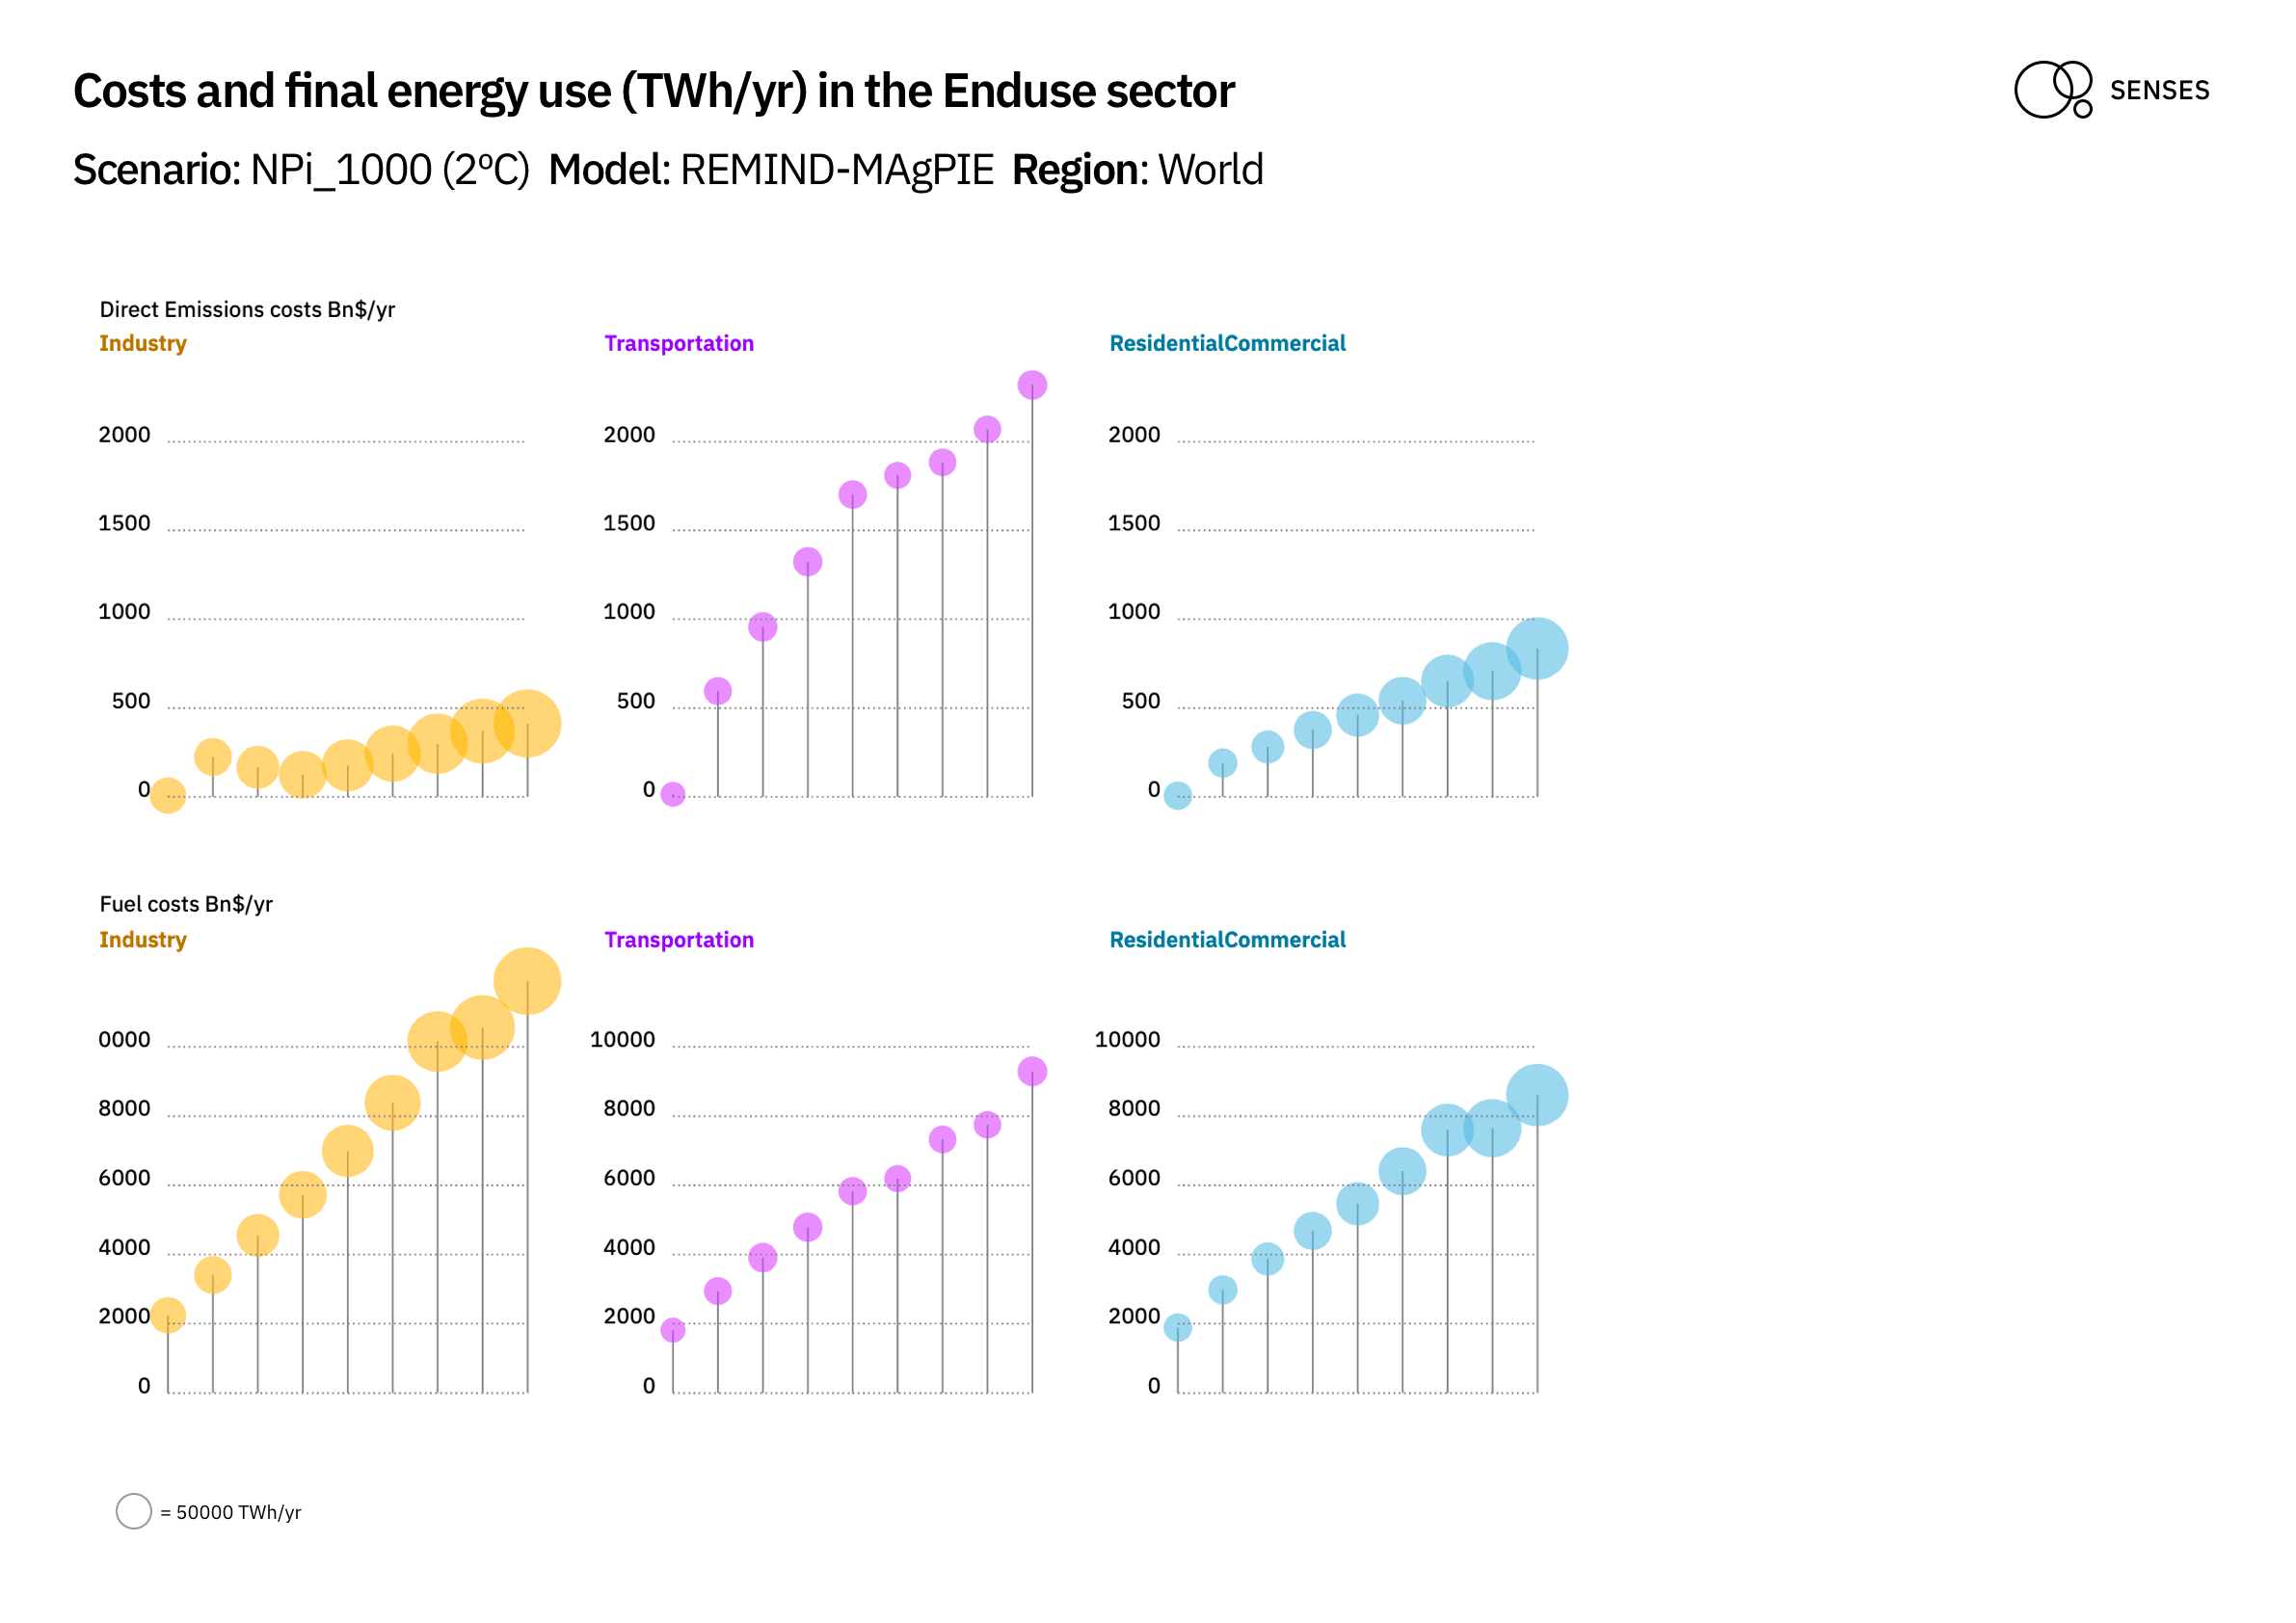 Costs and final energy use (TWh/yr) in the Enduse sector
SENSES
Scenario: NPi_1000 (2ºC) Model: REMIND-MAgPIE Region: World
Direct Emissions costs Bn$/yr
Industry Transportation ResidentialCommercial
2000 2000 2000
1500 1500 1500
1000 1000 1000
500 500 500
0 0 0
Fuel costs Bn$/yr
Industry Transportation ResidentialCommercial
0000 10000 10000
8000 8000 8000
6000 6000 6000
4000 4000 4000
2000 2000 2000
0 0 0
= 50000 TWh/yr